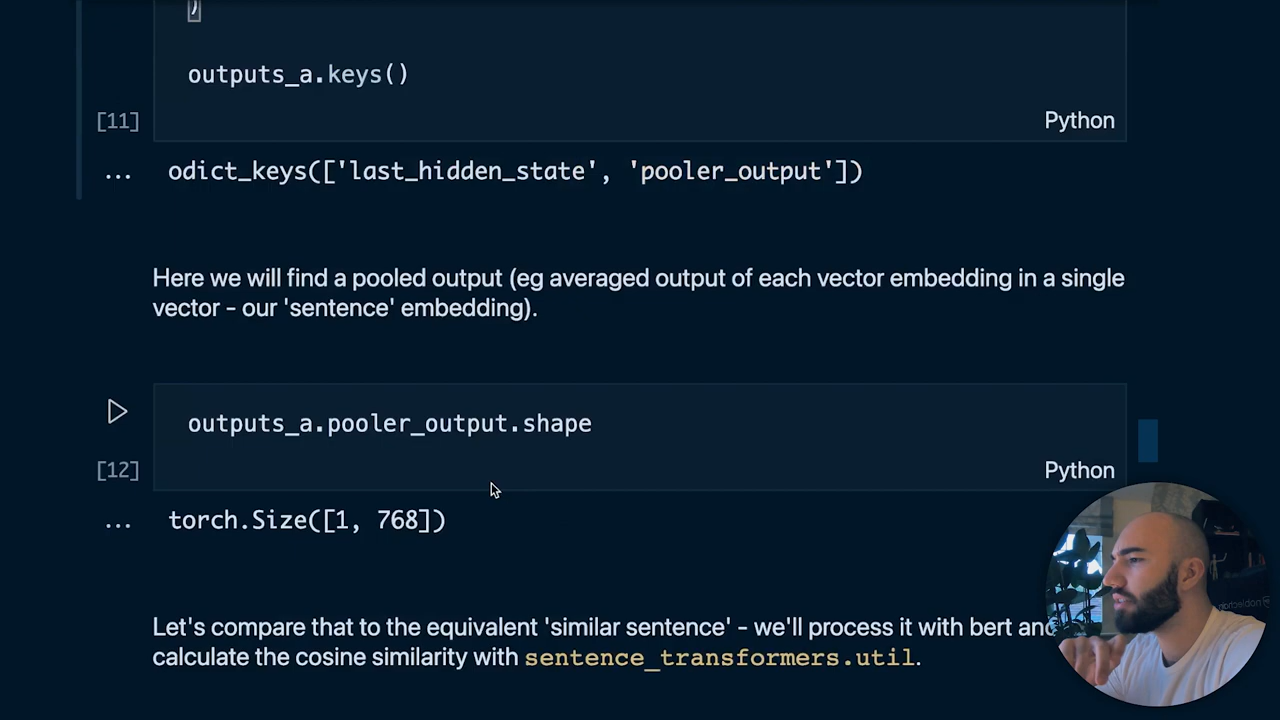 )
outputs_a.keys()
[11]
Python
... odict_keys(['last_hidden_state', 'pooler_output'])
Here we will find a pooled output (eg averaged output of each vector embedding in a single
vector - our 'sentence' embedding).
outputs_a.pooler_output.shape
[12]
Python
... torch.Size([1, 768])
Let's compare that to the equivalent 'similar sentence' - we'll process it with bert and
calculate the cosine similarity with sentence_transformers.util.